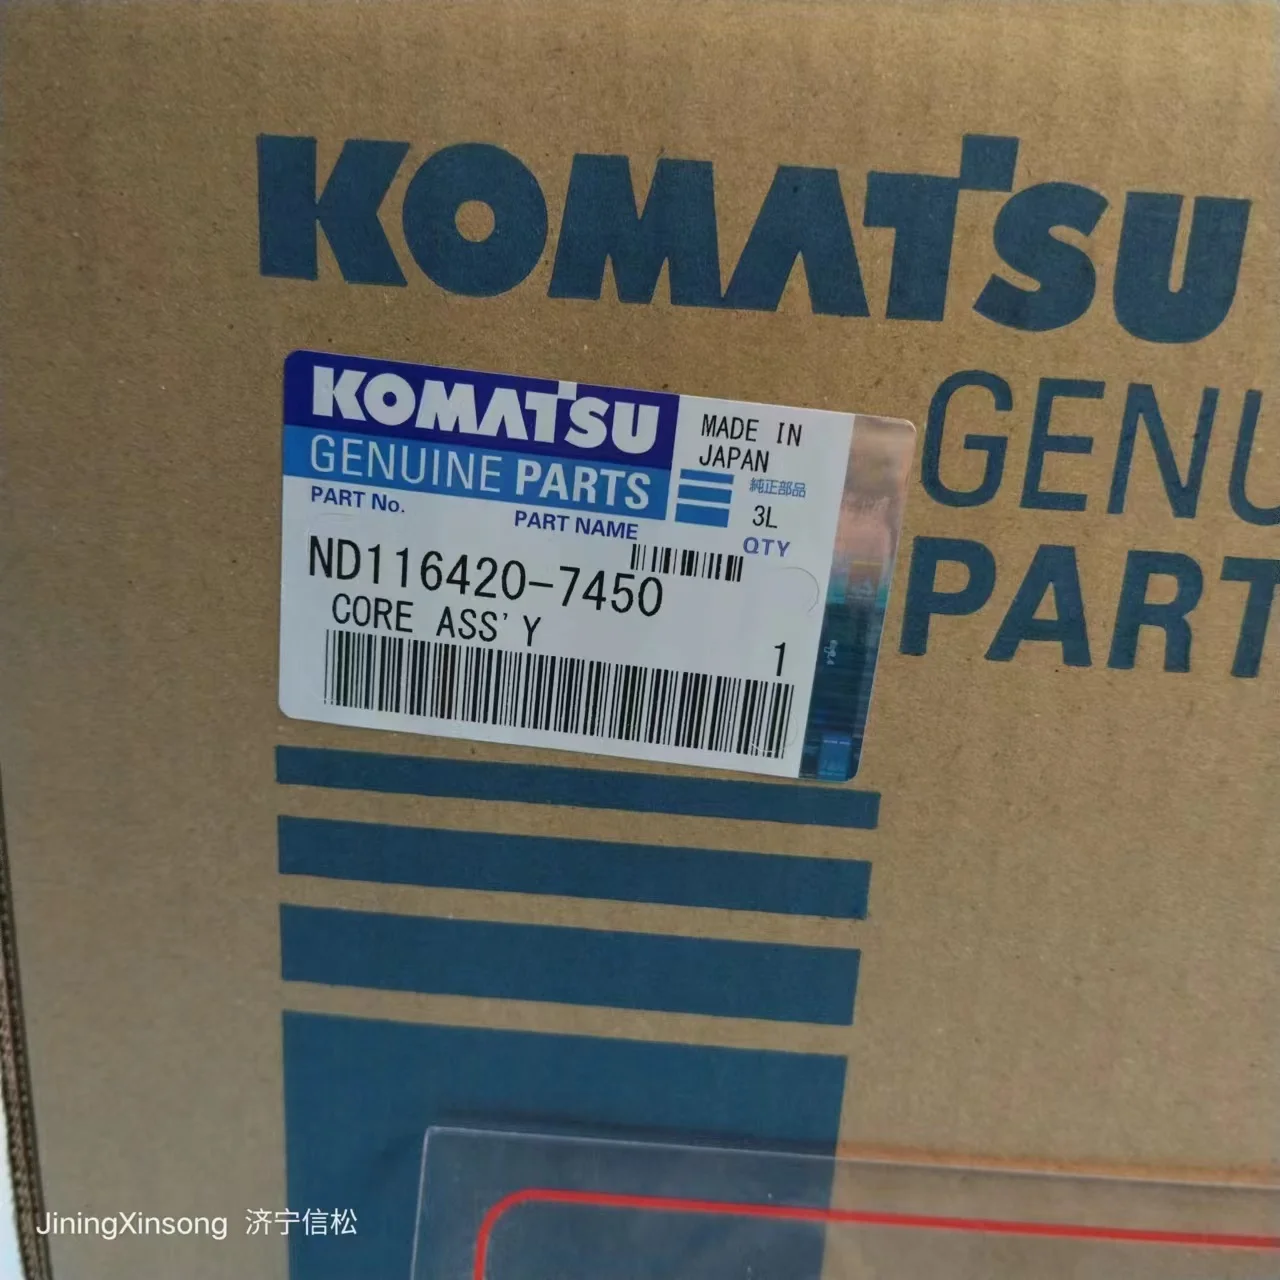 KOMATSU
GENU
PART
KOMATSU
GENUINE PARTS
MADE IN
JAPAN
純正部品
3L
QTY
PART No.
PART NAME
ND116420-7450
CORE ASS'Y
1
JiningXinsong 济宁信松